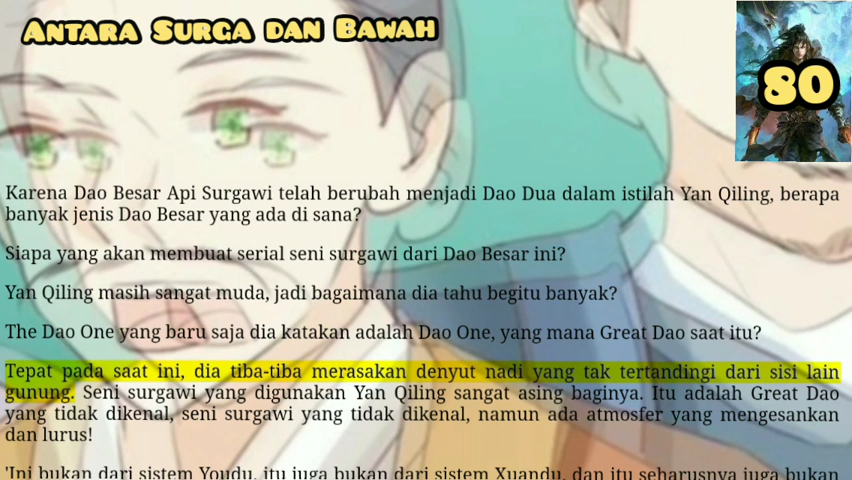 Antara Surga dan Bawah
80
Karena Dao Besar Api Surgawi telah berubah menjadi Dao Dua dalam istilah Yan Qiling, berapa
banyak jenis Dao Besar yang ada di sana?
Siapa yang akan membuat serial seni surgawi dari Dao Besar ini?
Yan Qiling masih sangat muda, jadi bagaimana dia tahu begitu banyak?
The Dao One yang baru saja dia katakan adalah Dao One, yang mana Great Dao saat itu?
Tepat pada saat ini, dia tiba-tiba merasakan denyut nadi yang tak tertandingi dari sisi lain
gunung. Seni surgawi yang digunakan Yan Qiling sangat asing baginya. Itu adalah Great Dao
yang tidak dikenal, seni surgawi yang tidak dikenal, namun ada atmosfer yang mengesankan
dan lurus!
'Ini bukan dari sistem Youdu, itu juga bukan dari sistem Xuandu, dan itu seharusnya juga bukan